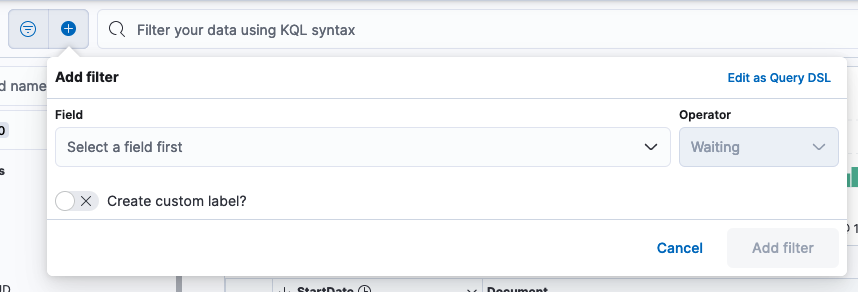 Filter your data using KQL syntax
d name
0
s
Add filter
Edit as Query DSL
Field
Operator
Select a field first
Waiting
Create custom label?
Cancel
Add filter
StartDate
Document